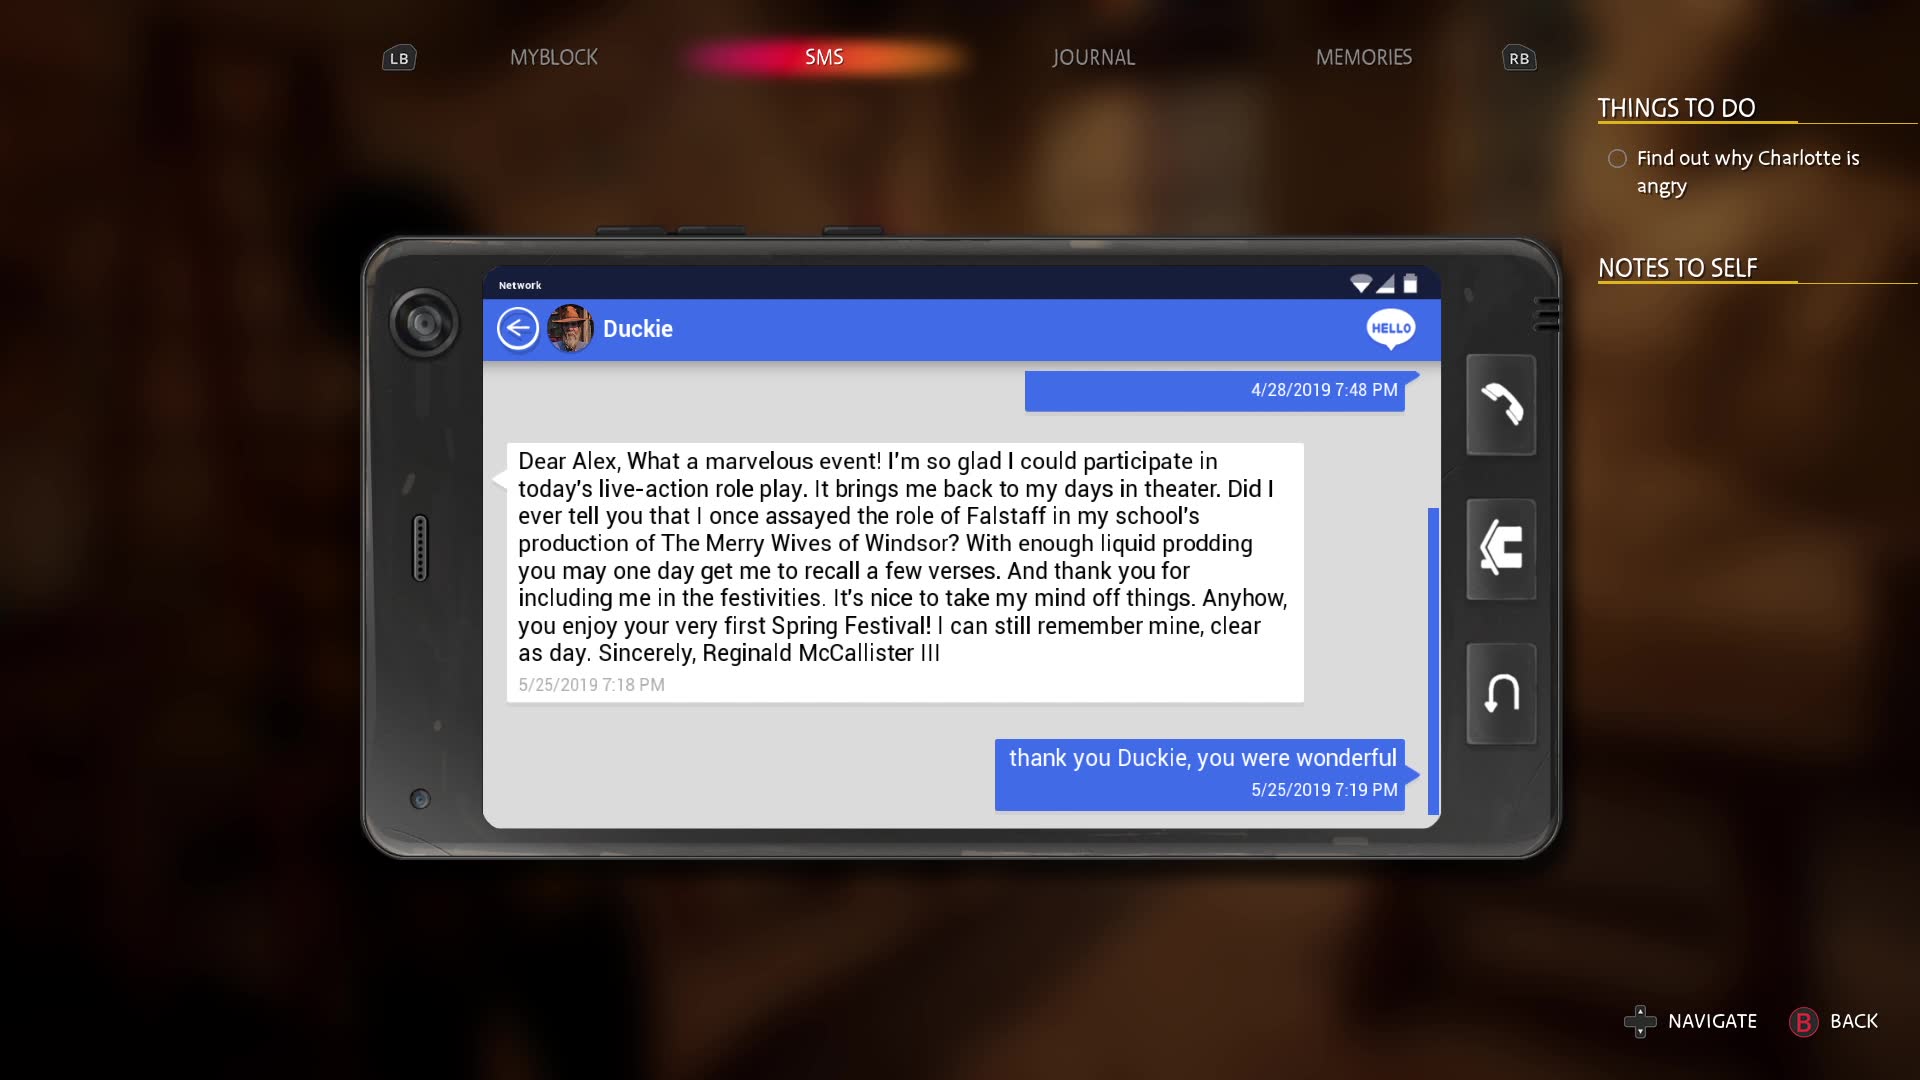 LB
MYBLOCK
SMS
JOURNAL
MEMORIES
RB
THINGS TO DO
Find out why Charlotte is
angry
NOTES TO SELF
Network
Duckie
HELLO
4/28/2019 7:48 PM
Dear Alex, What a marvelous event! I'm so glad I could participate in
today's live-action role play. It brings me back to my days in theater. Did I
ever tell you that I once assayed the role of Falstaff in my school's
production of The Merry Wives of Windsor? With enough liquid prodding
you may one day get me to recall a few verses. And thank you for
including me in the festivities. It's nice to take my mind off things. Anyhow,
you enjoy your very first Spring Festival! I can still remember mine, clear
as day. Sincerely, Reginald McCallister III
5/25/2019 7:18 PM
thank you Duckie, you were wonderful
5/25/2019 7:19 PM
NAVIGATE
B BACK